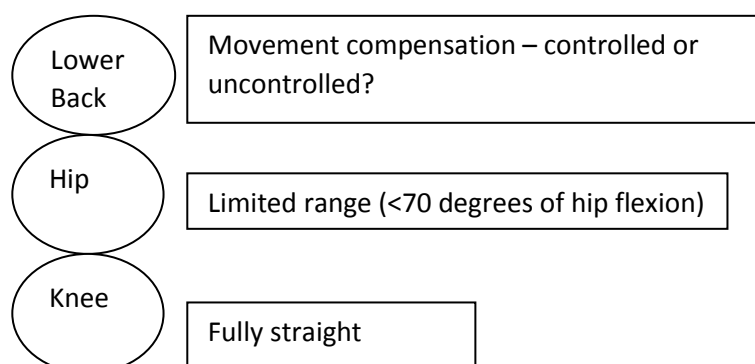 Lower
Back
Movement compensation – controlled or
uncontrolled?
Hip
Limited range (<70 degrees of hip flexion)
Knee
Fully straight